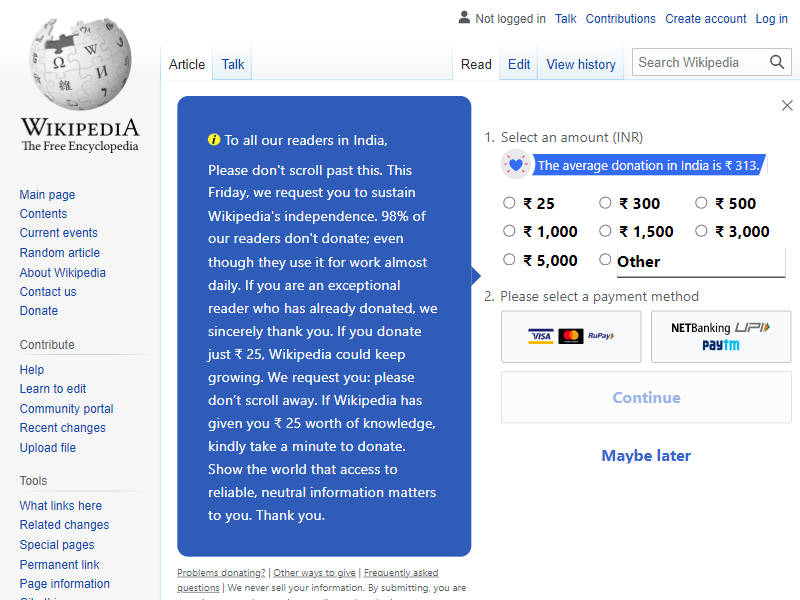 Not logged in Talk Contributions Create account Log in
Article Talk Read Edit View history Search Wikipedia
WIKIPEDIA
The Free Encyclopedia
Main page
Contents
Current events
Random article
About Wikipedia
Contact us
Donate
Contribute
Help
Learn to edit
Community portal
Recent changes
Upload file
Tools
What links here
Related changes
Special pages
Permanent link
Page information
i To all our readers in India,
Please don't scroll past this. This
Friday, we request you to sustain
Wikipedia's independence. 98% of
our readers don't donate; even
though they use it for work almost
daily. If you are an exceptional
reader who has already donated, we
sincerely thank you. If you donate
just ₹ 25, Wikipedia could keep
growing. We request you: please
don't scroll away. If Wikipedia has
given you ₹ 25 worth of knowledge,
kindly take a minute to donate.
Show the world that access to
reliable, neutral information matters
to you. Thank you.
Problems donating? | Other ways to give | Frequently asked
questions | We never sell your information. By submitting, you are
1. Select an amount (INR)
The average donation in India is ₹ 313.
₹ 25 ₹ 300 ₹ 500
₹ 1,000 ₹ 1,500 ₹ 3,000
₹ 5,000 Other
2. Please select a payment method
VISA mastercard RuPay NETBanking UPI
paytm
Continue
Maybe later